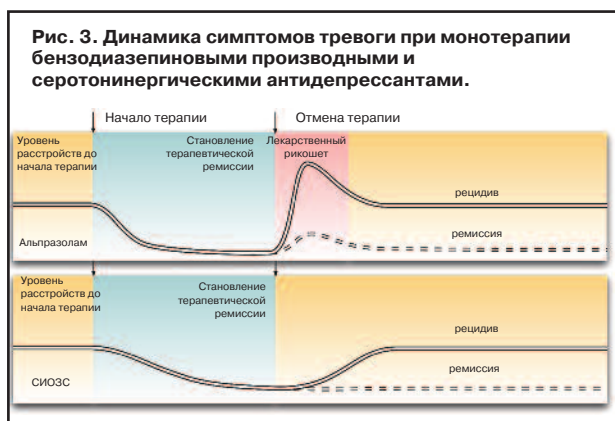 Рис. 3. Динамика симптомов тревоги при монотерапии
бензодиазепиновыми производными и
серотонинергическими антидепрессантами.
Начало терапии
Отмена терапии
Уровень
расстройств до
начала терапии
Становление
терапевтической
ремиссии
Лекарственный
рикошет
рецидив
ремиссия
Альпразолам
Уровень
расстройств до
начала терапии
Становление
терапевтической
ремиссии
рецидив
ремиссия
СИОЗС